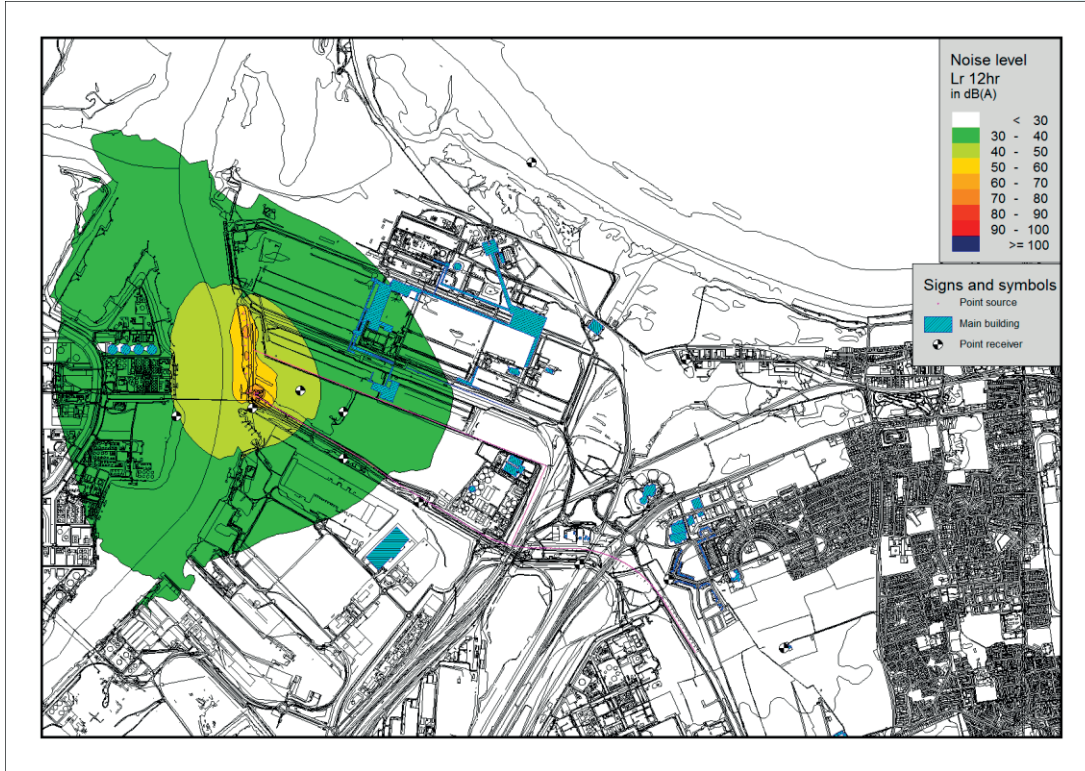 Noise level
Lr 12hr
in dB(A)
< 30
30 - 40
40 - 50
50 - 60
60 - 70
70 - 80
80 - 90
90 - 100
>= 100
Signs and symbols
Point source
Main building
Point receiver